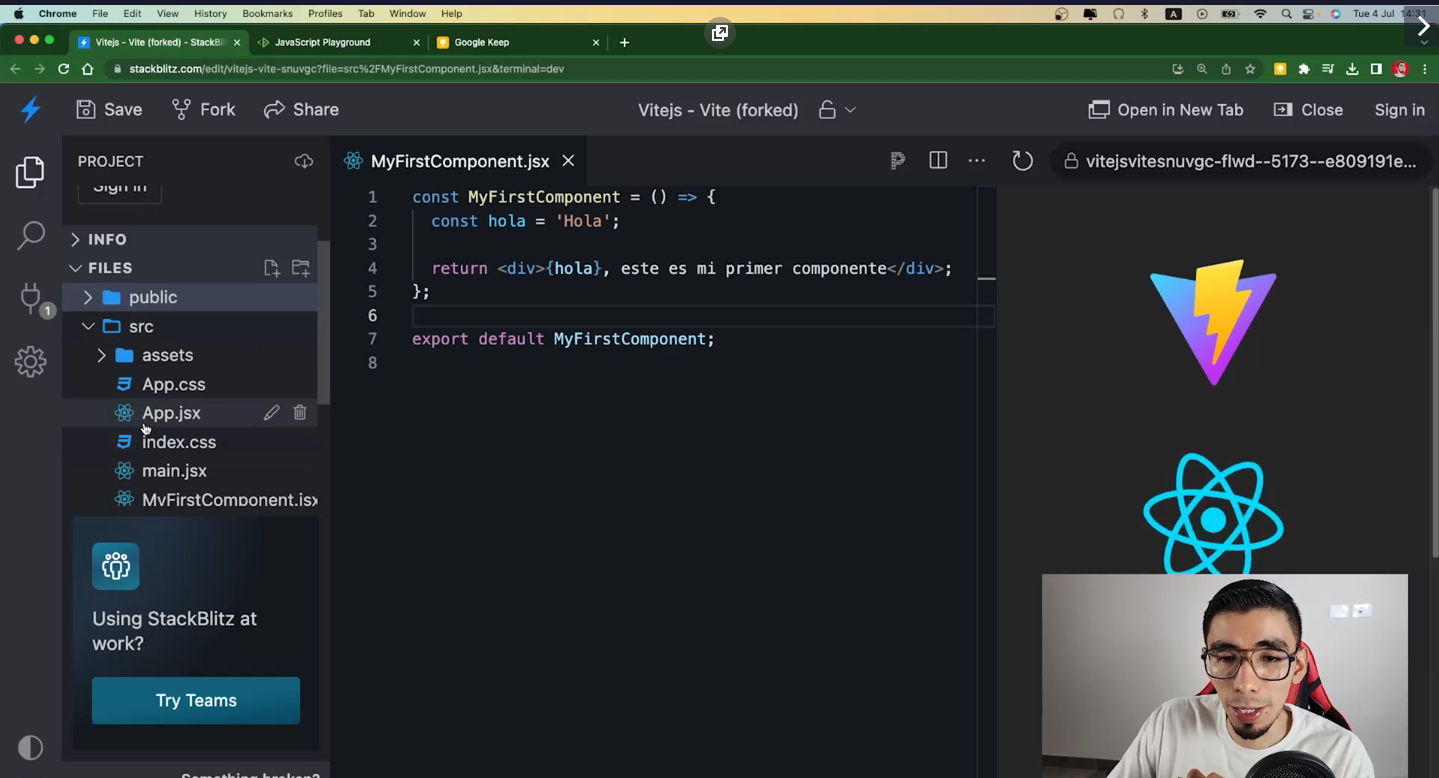 Chrome File Edit View History Bookmarks Profiles Tab Window Help A Tue 4 Jul 14:31
Vitejs - Vite (forked) - StackBli JavaScript Playground Google Keep
stackblitz.com/edit/vitejs-vite-snuvgc?file=src%2FMyFirstComponent.jsx&terminal=dev
Save Fork Share Vitejs - Vite (forked) Open in New Tab Close Sign in
PROJECT MyFirstComponent.jsx vitejsvitesnuvgc-flwd--5173--e809191e...
Sign in
INFO
FILES
public
src
assets
App.css
App.jsx
index.css
main.jsx
MyFirstComponent.jsx
1
Using StackBlitz at
work?
Try Teams
Something broken?
1 const MyFirstComponent = () => {
2 const hola = 'Hola';
3
4 return <div>{hola}, este es mi primer componente</div>;
5 };
6
7 export default MyFirstComponent;
8